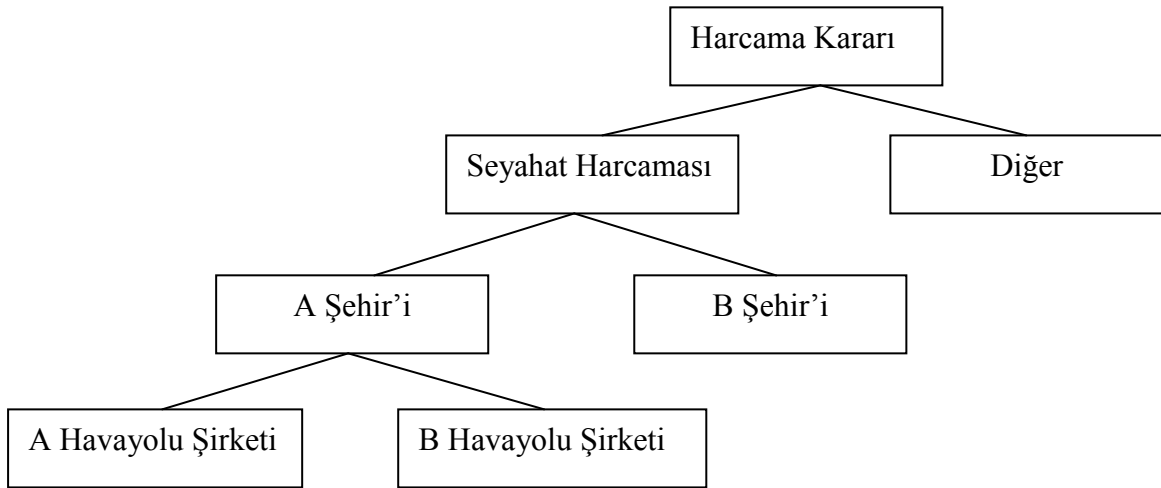 Harcama Kararı
Seyahat Harcaması
Diğer
A Şehir’i
B Şehir’i
A Havayolu Şirketi
B Havayolu Şirketi